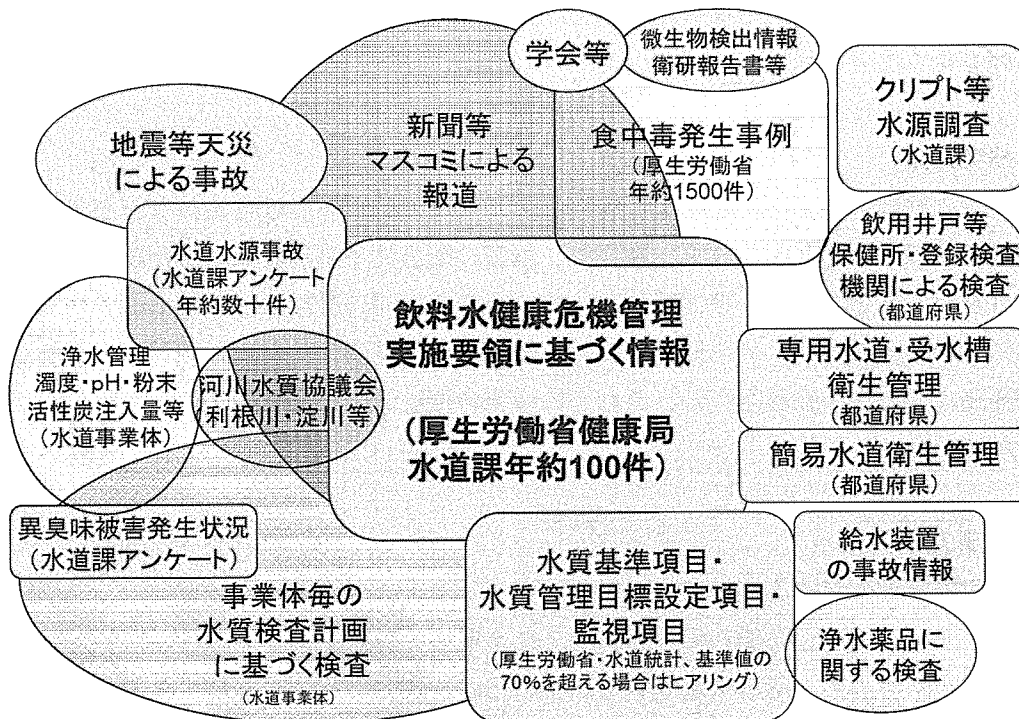 学会等
微生物検出情報
衛研報告書等
クリプト等
水源調査
(水道課)
地震等天災
による事故
新聞等
マスコミによる
報道
食中毒発生事例
(厚生労働省
年約1500件)
水道水源事故
(水道課アンケート
年約数十件)
飲用井戸等
保健所・登録検査
機関による検査
(都道府県)
飲料水健康危機管理
実施要領に基づく情報
(厚生労働省健康局
水道課年約100件)
浄水管理
濁度・pH・粉末
活性炭注入量等
(水道事業体)
河川水質協議会
(利根川・淀川等)
専用水道・受水槽
衛生管理
(都道府県)
簡易水道衛生管理
(都道府県)
異臭味被害発生状況
(水道課アンケート)
事業体毎の
水質検査計画
に基づく検査
(水道事業体)
水質基準項目・
水質管理目標設定項目・
監視項目
(厚生労働省・水道統計、基準値の
70%を超える場合はヒアリング)
給水装置
の事故情報
浄水薬品に
関する検査